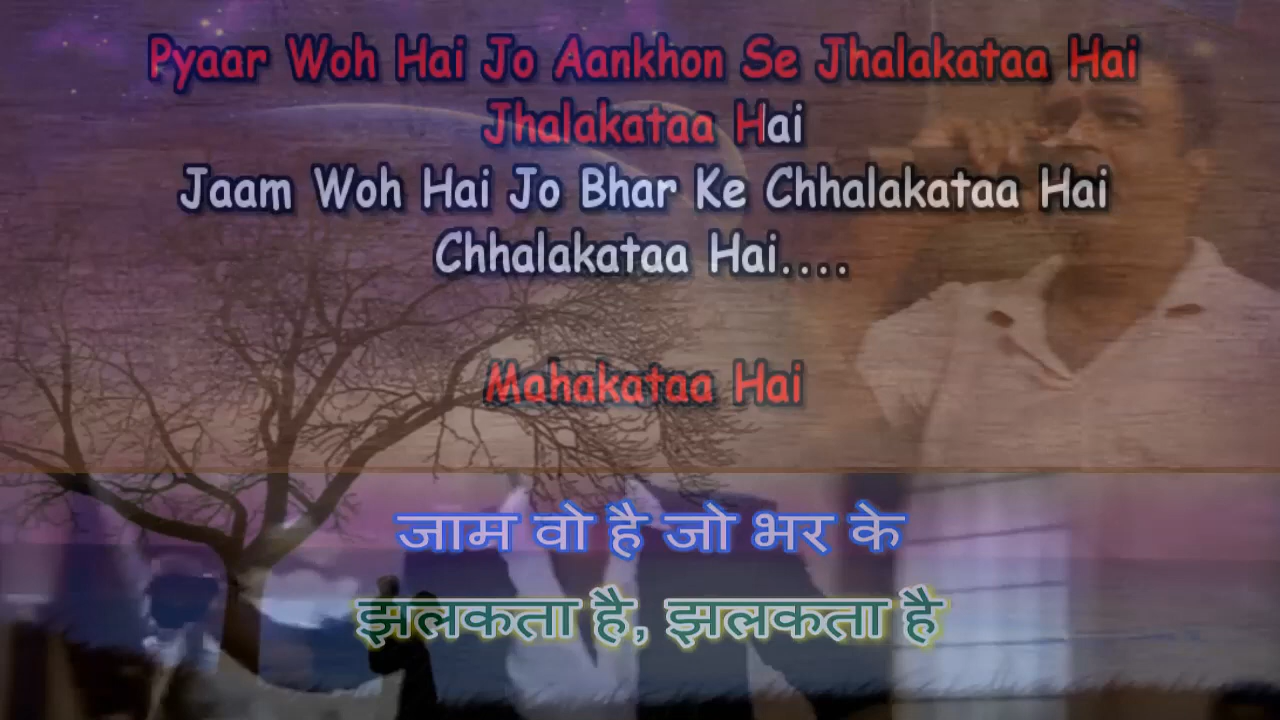 Pyaar Woh Hai Jo Aankhon Se Jhalakataa Hai
Jhalakataa Hai
Jaam Woh Hai Jo Bhar Ke Chhalakataa Hai
Chhalakataa Hai....
Mahakataa Hai
जाम वो है जो भर के
झलकता है, झलकता है